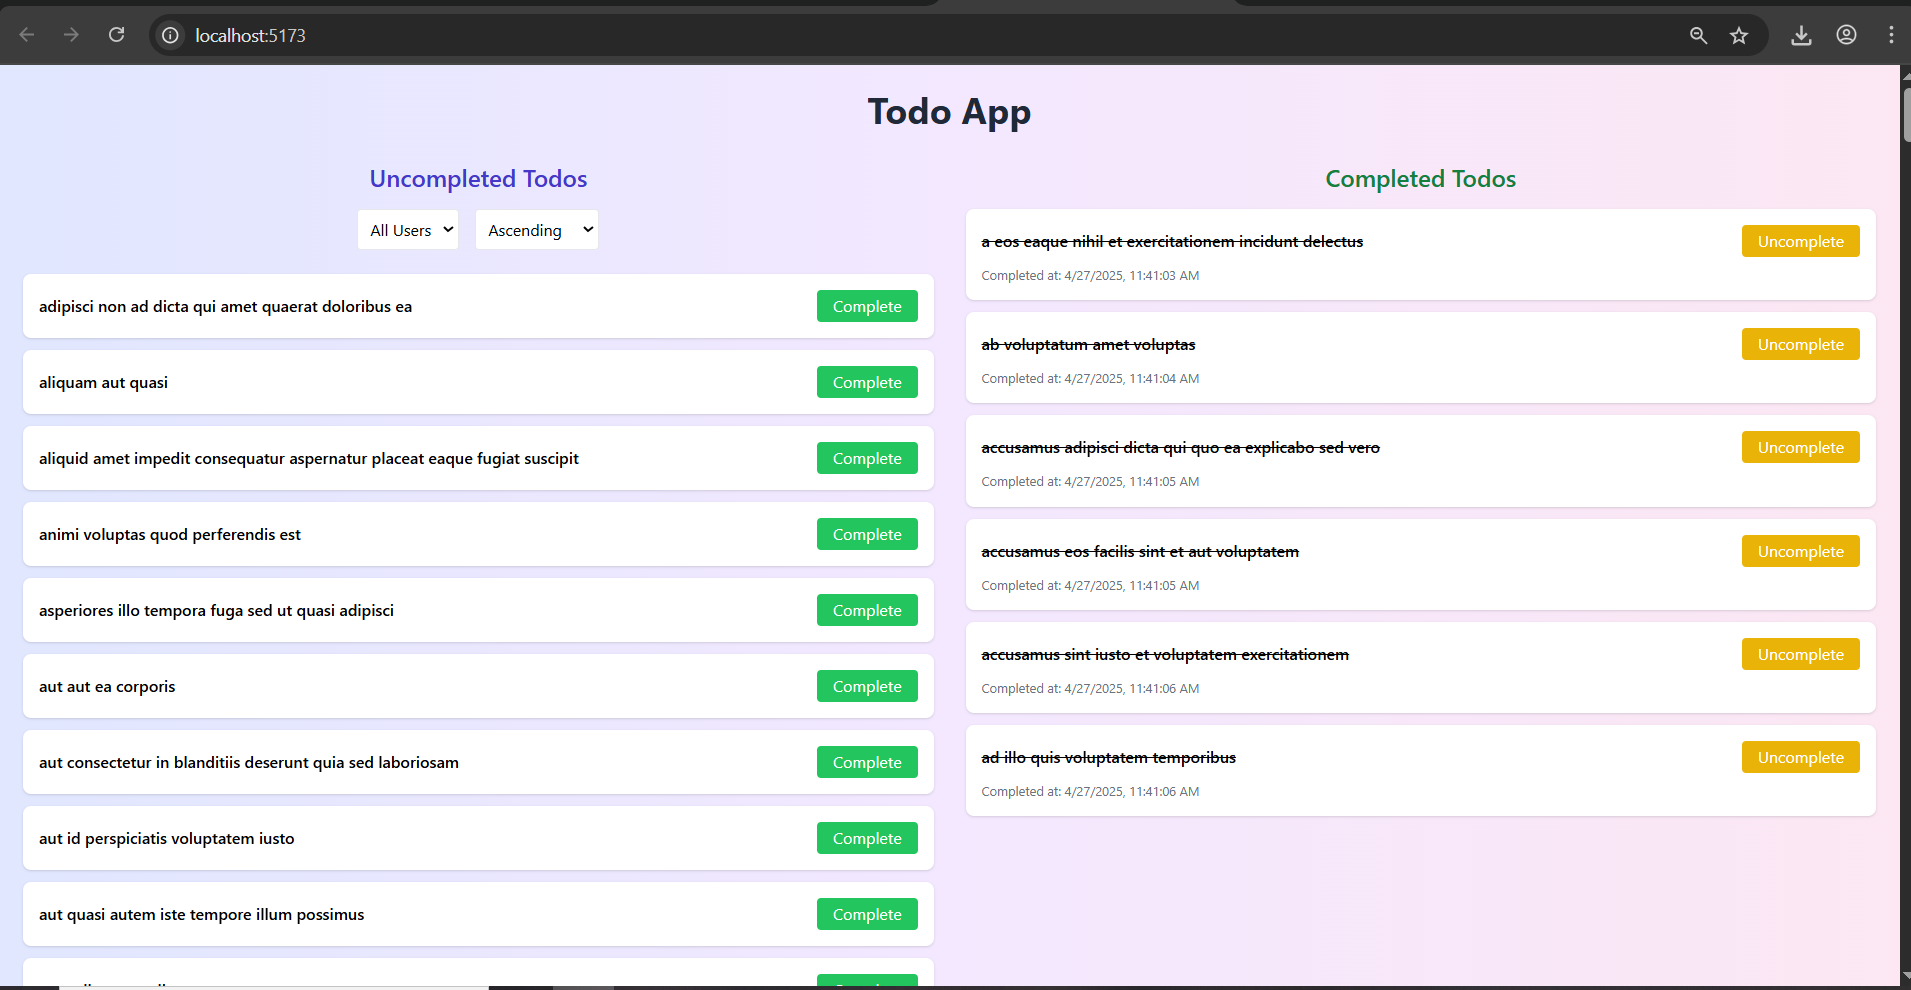 localhost:5173
Todo App
Uncompleted Todos
All Users Ascending
adipisci non ad dicta qui amet quaerat doloribus ea Complete
aliquam aut quasi Complete
aliquid amet impedit consequatur aspernatur placeat eaque fugiat suscipit Complete
animi voluptas quod perferendis est Complete
asperiores illo tempora fuga sed ut quasi adipisci Complete
aut aut ea corporis Complete
aut consectetur in blanditiis deserunt quia sed laboriosam Complete
aut id perspiciatis voluptatem iusto Complete
aut quasi autem iste tempore illum possimus Complete
Completed Todos
a eos eaque nihil et exercitationem incidunt delectus Uncomplete
Completed at: 4/27/2025, 11:41:03 AM
ab voluptatum amet voluptas Uncomplete
Completed at: 4/27/2025, 11:41:04 AM
accusamus adipisci dicta qui quo ea explicabo sed vero Uncomplete
Completed at: 4/27/2025, 11:41:05 AM
accusamus eos facilis sint et aut voluptatem Uncomplete
Completed at: 4/27/2025, 11:41:05 AM
accusamus sint iusto et voluptatem exercitationem Uncomplete
Completed at: 4/27/2025, 11:41:06 AM
ad illo quis voluptatem temporibus Uncomplete
Completed at: 4/27/2025, 11:41:06 AM